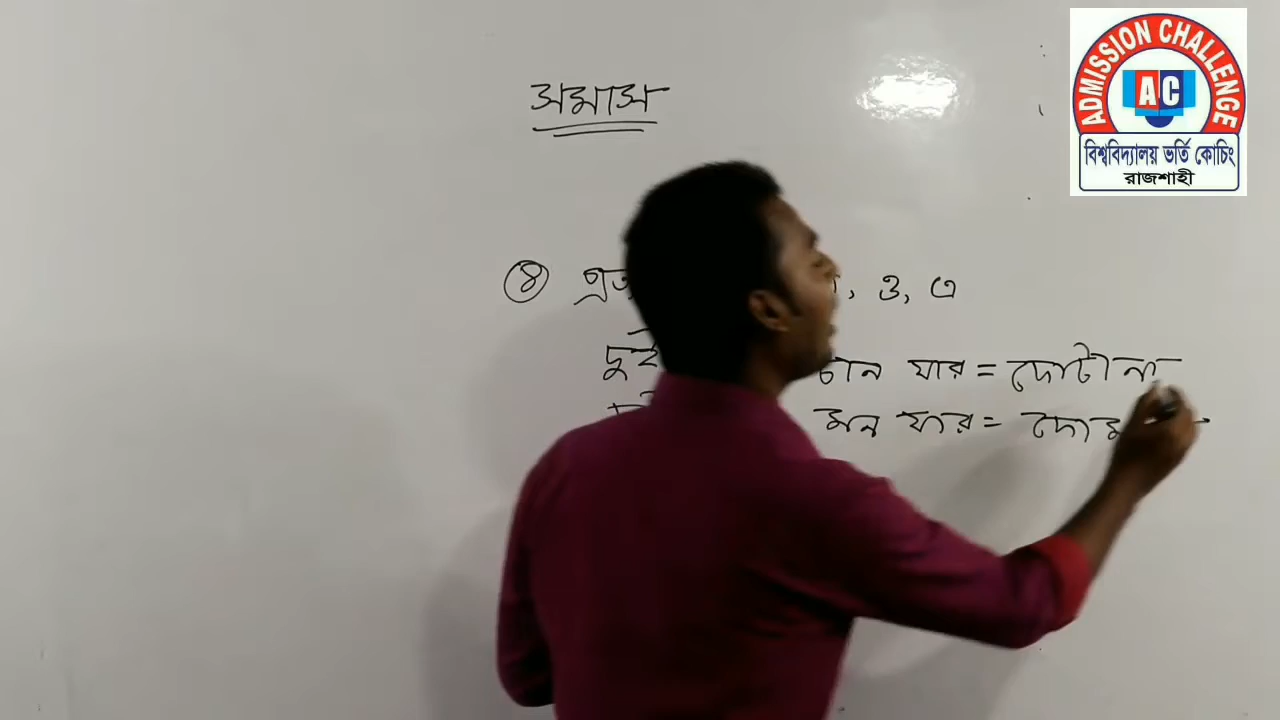 সমাস
ADMISSION CHALLENGE
AC
বিশ্ববিদ্যালয় ভর্তি কোচিং
রাজশাহী
৪ , ও, এ
দুই টান যার = দোটানা
মন যার =